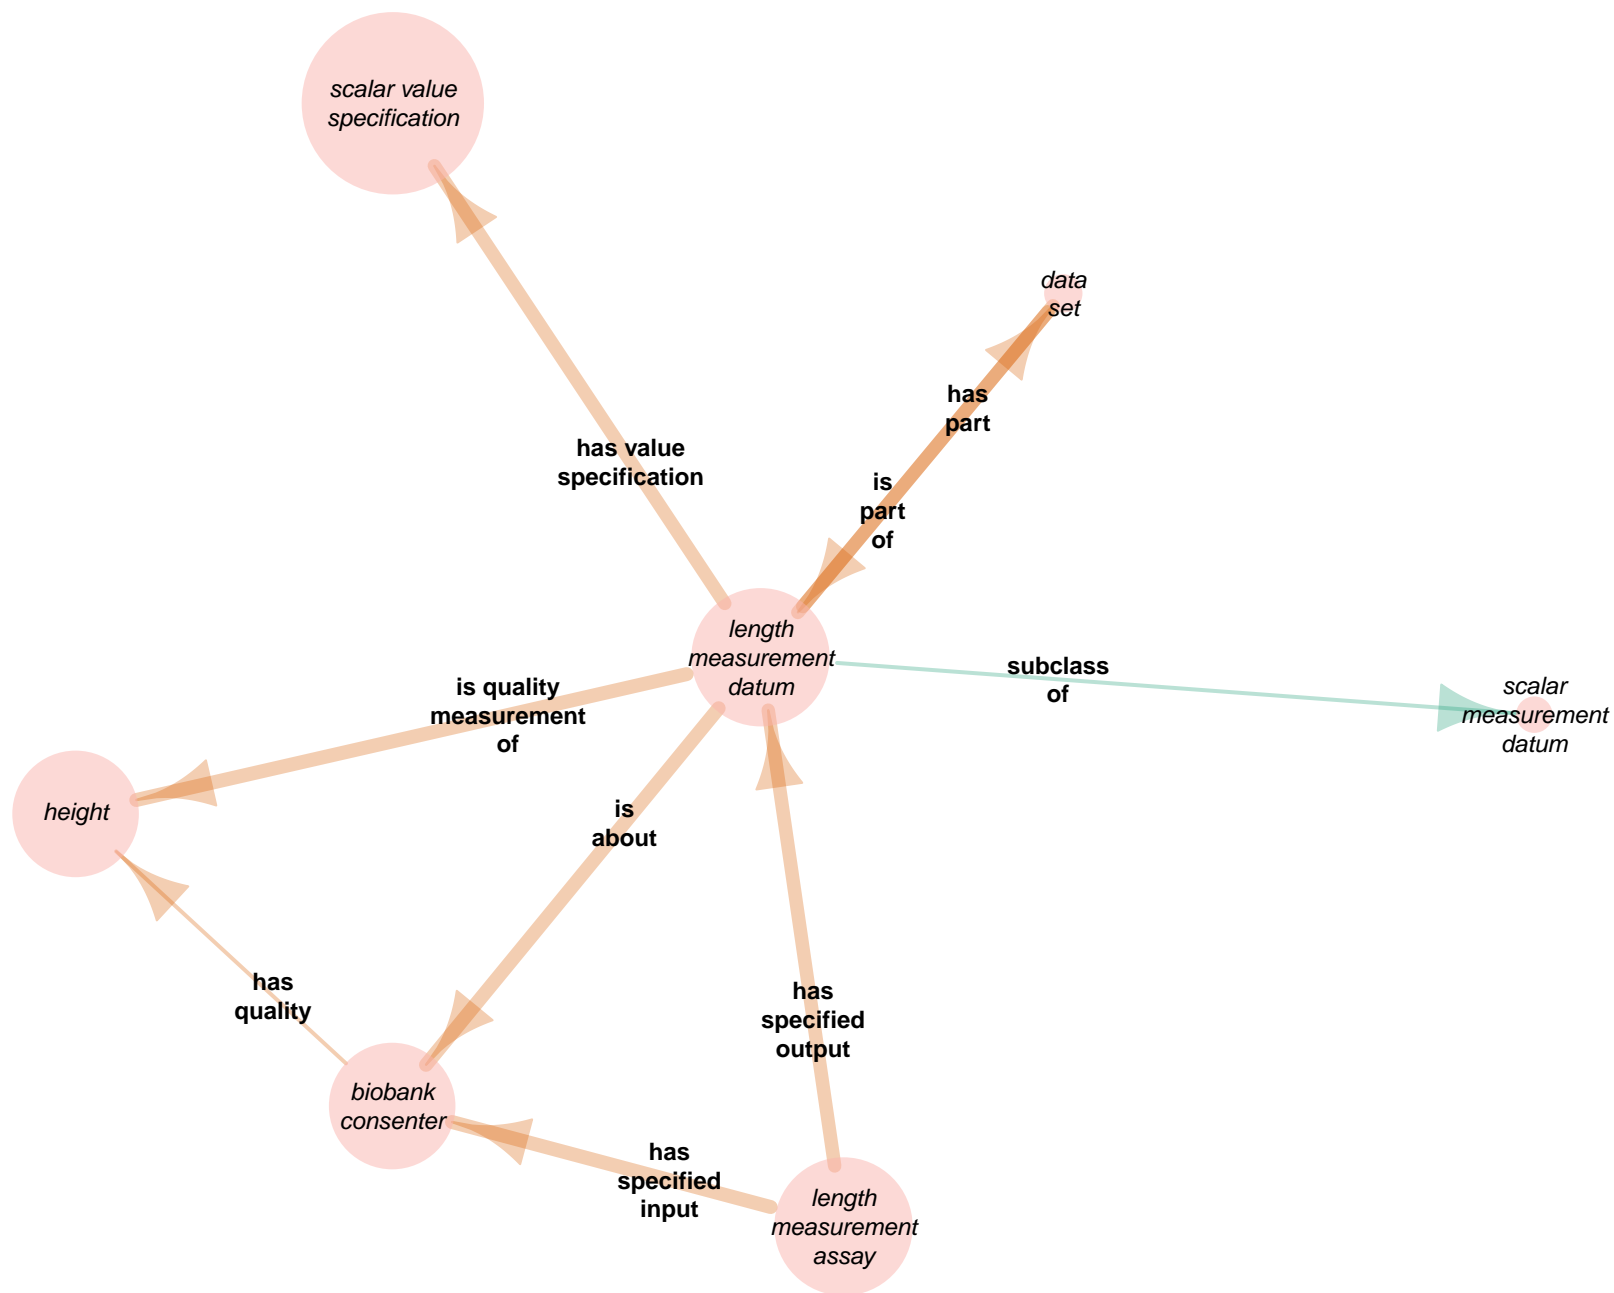 scalar value
specification
data
set
has
part
has value
specification
is
part
of
length
measurement
datum
subclass
of
scalar
measurement
datum
is quality
measurement
of
height
is
about
has
quality
has
specified
output
biobank
consenter
has
specified
input
length
measurement
assay